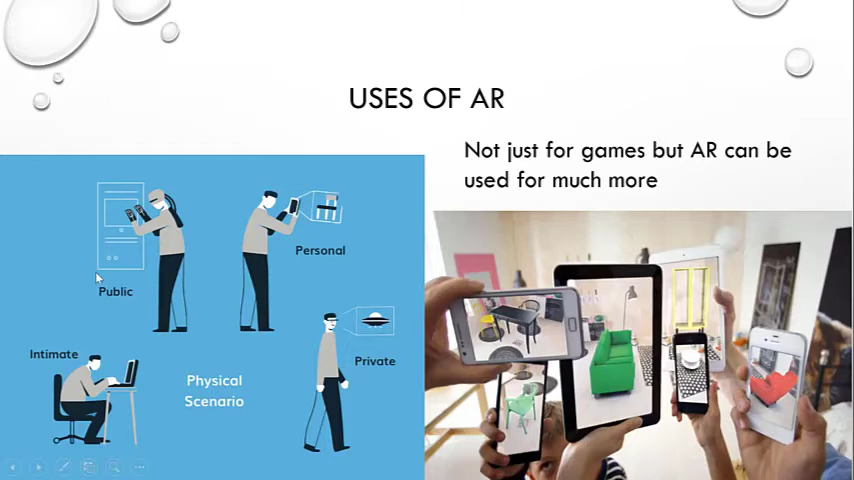 USES OF AR
Not just for games but AR can be
used for much more
Personal
Public
Intimate
Private
Physical
Scenario